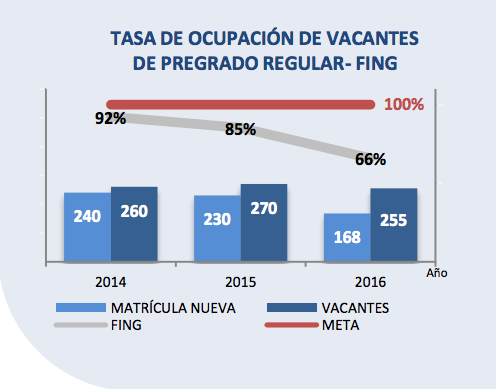 TASA DE OCUPACIÓN DE VACANTES
DE PREGRADO REGULAR- FING
100%
92%
85%
66%
240
260
230
270
168
255
2014
2015
2016
Año
MATRÍCULA NUEVA
VACANTES
FING
META